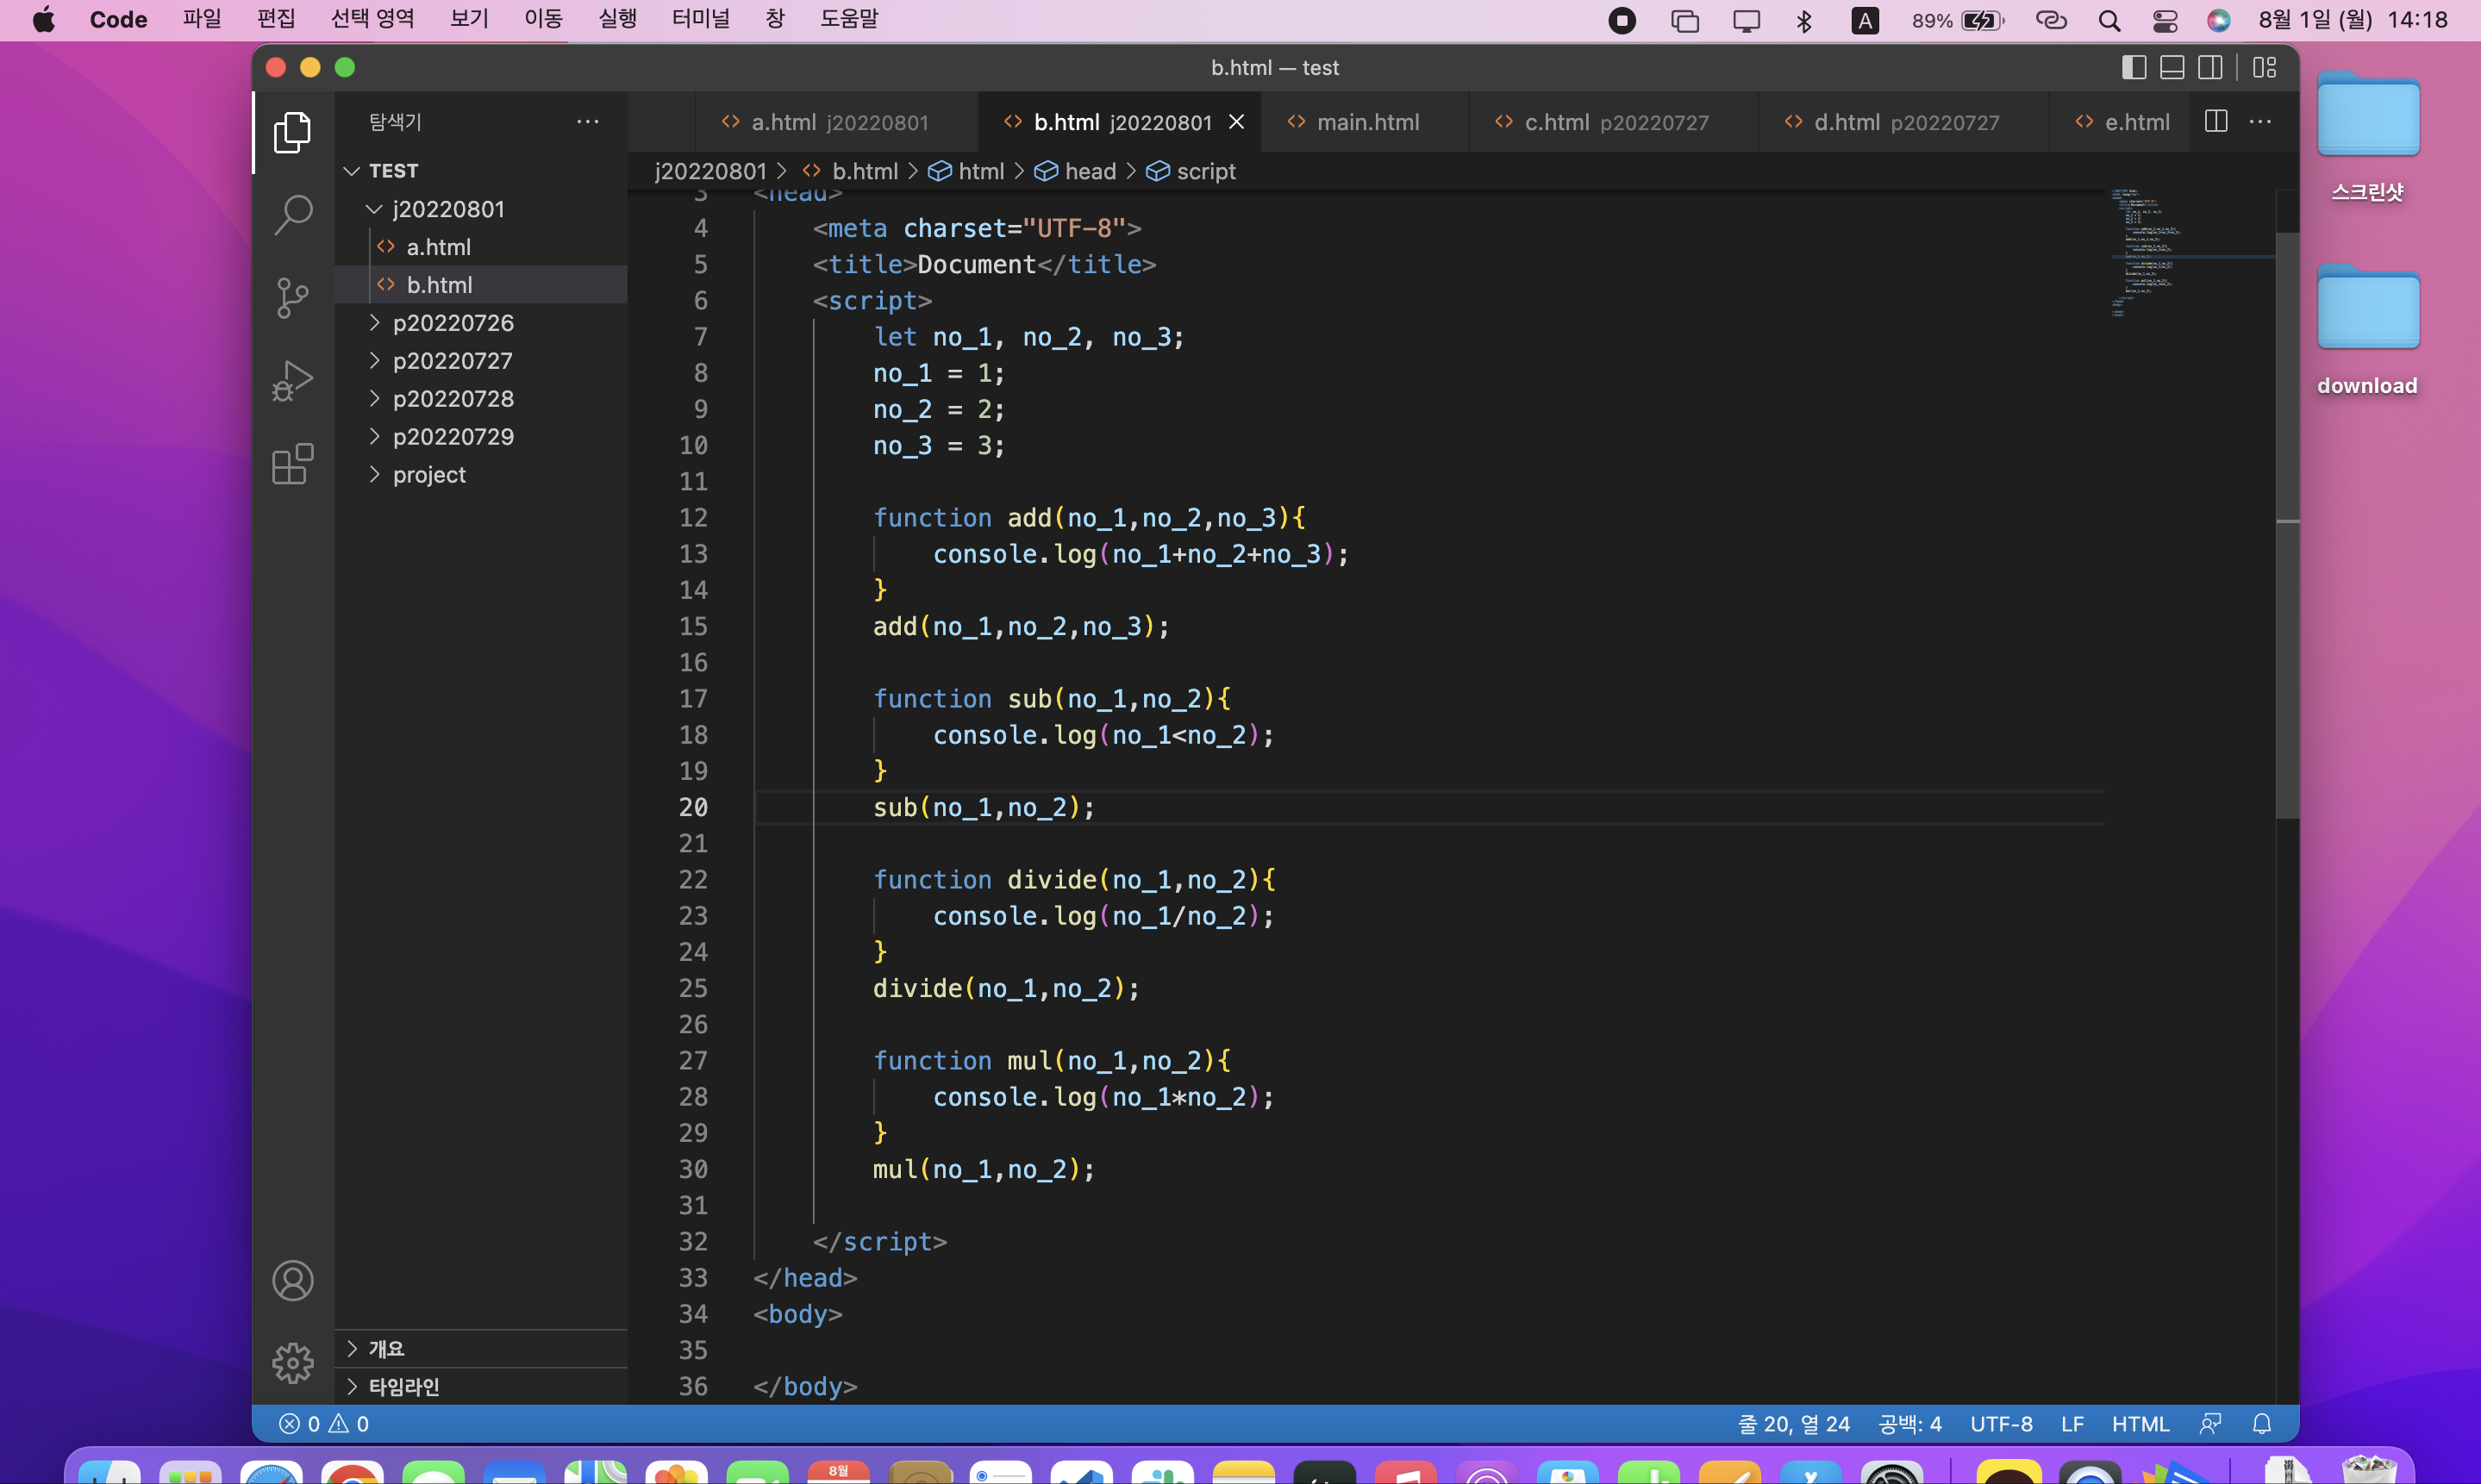 Code 파일 편집 선택 영역 보기 이동 실행 터미널 창 도움말 A 89% 8월 1일 (월) 14:18
b.html — test
탐색기 ···
a.html j20220801 b.html j20220801 main.html c.html p20220727 d.html p20220727 e.html ···
j20220801 > b.html > html > head > script
TEST
j20220801
a.html
b.html
p20220726
p20220727
p20220728
p20220729
project
개요
타임라인
3 <head>
4 <meta charset="UTF-8">
5 <title>Document</title>
6 <script>
7 let no_1, no_2, no_3;
8 no_1 = 1;
9 no_2 = 2;
10 no_3 = 3;
11
12 function add(no_1,no_2,no_3){
13 console.log(no_1+no_2+no_3);
14 }
15 add(no_1,no_2,no_3);
16
17 function sub(no_1,no_2){
18 console.log(no_1<no_2);
19 }
20 sub(no_1,no_2);
21
22 function divide(no_1,no_2){
23 console.log(no_1/no_2);
24 }
25 divide(no_1,no_2);
26
27 function mul(no_1,no_2){
28 console.log(no_1*no_2);
29 }
30 mul(no_1,no_2);
31
32 </script>
33 </head>
34 <body>
35
36 </body>
0 0 줄 20, 열 24 공백: 4 UTF-8 LF HTML
스크린샷
download
8월